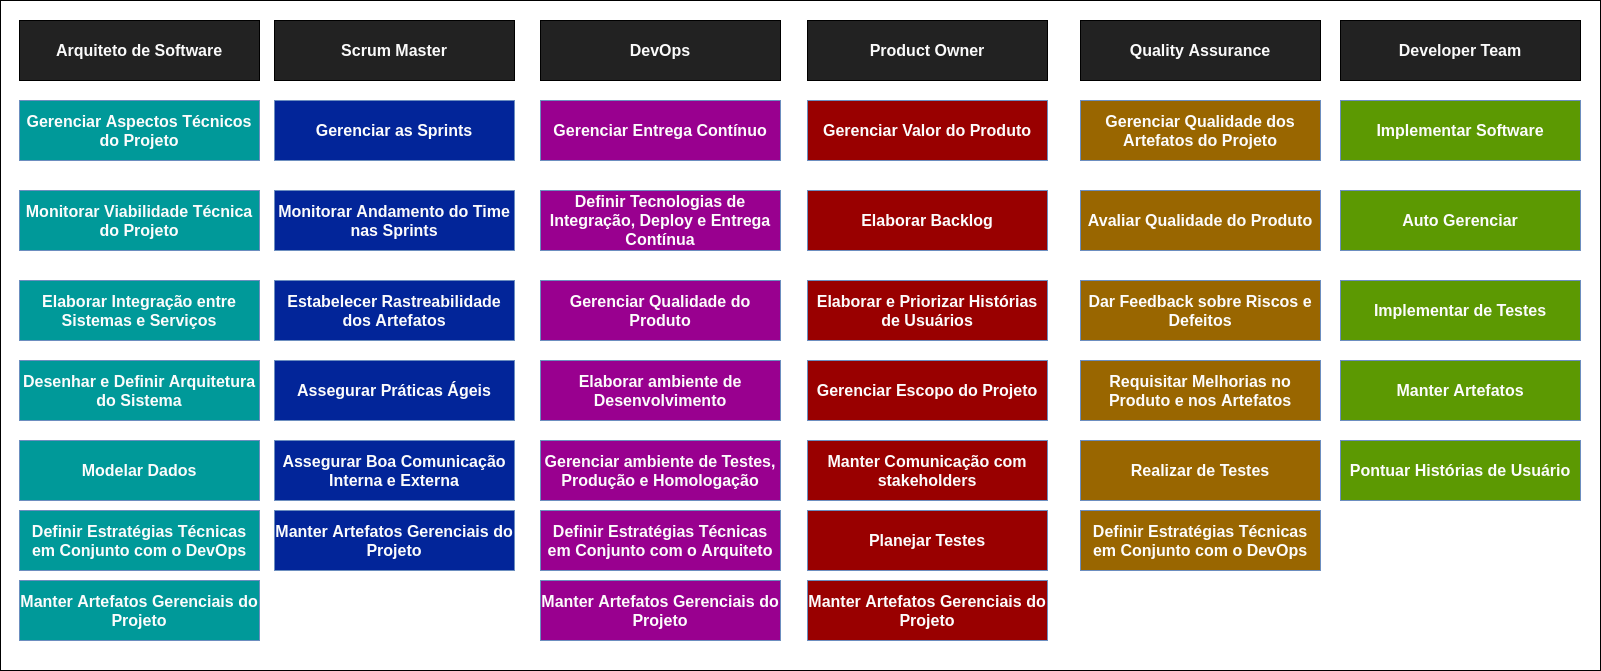 Arquiteto de Software
Gerenciar Aspectos Técnicos
do Projeto
Monitorar Viabilidade Técnica
do Projeto
Elaborar Integração entre
Sistemas e Serviços
Desenhar e Definir Arquitetura
do Sistema
Modelar Dados
Definir Estratégias Técnicas
em Conjunto com o DevOps
Manter Artefatos Gerenciais do
Projeto
Scrum Master
Gerenciar as Sprints
Monitorar Andamento do Time
nas Sprints
Estabelecer Rastreabilidade
dos Artefatos
Assegurar Práticas Ágeis
Assegurar Boa Comunicação
Interna e Externa
Manter Artefatos Gerenciais do
Projeto
DevOps
Gerenciar Entrega Contínuo
Definir Tecnologias de
Integração, Deploy e Entrega
Contínua
Gerenciar Qualidade do
Produto
Elaborar ambiente de
Desenvolvimento
Gerenciar ambiente de Testes,
Produção e Homologação
Definir Estratégias Técnicas
em Conjunto com o Arquiteto
Manter Artefatos Gerenciais do
Projeto
Product Owner
Gerenciar Valor do Produto
Elaborar Backlog
Elaborar e Priorizar Histórias
de Usuários
Gerenciar Escopo do Projeto
Manter Comunicação com
stakeholders
Planejar Testes
Manter Artefatos Gerenciais do
Projeto
Quality Assurance
Gerenciar Qualidade dos
Artefatos do Projeto
Avaliar Qualidade do Produto
Dar Feedback sobre Riscos e
Defeitos
Requisitar Melhorias no
Produto e nos Artefatos
Realizar de Testes
Definir Estratégias Técnicas
em Conjunto com o DevOps
Developer Team
Implementar Software
Auto Gerenciar
Implementar de Testes
Manter Artefatos
Pontuar Histórias de Usuário